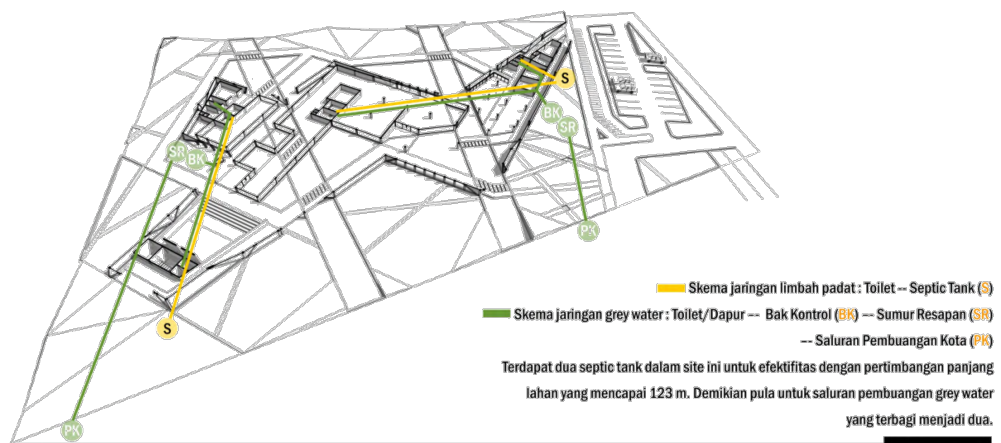 S
BK
SR
SR
BK
PK
S
PK
Skema jaringan limbah padat : Toilet -- Septic Tank (S)
Skema jaringan grey water : Toilet/Dapur -- Bak Kontrol (BK) -- Sumur Resapan (SR)
-- Saluran Pembuangan Kota (PK)
Terdapat dua septic tank dalam site ini untuk efektifitas dengan pertimbangan panjang
lahan yang mencapai 123 m. Demikian pula untuk saluran pembuangan grey water
yang terbagi menjadi dua.